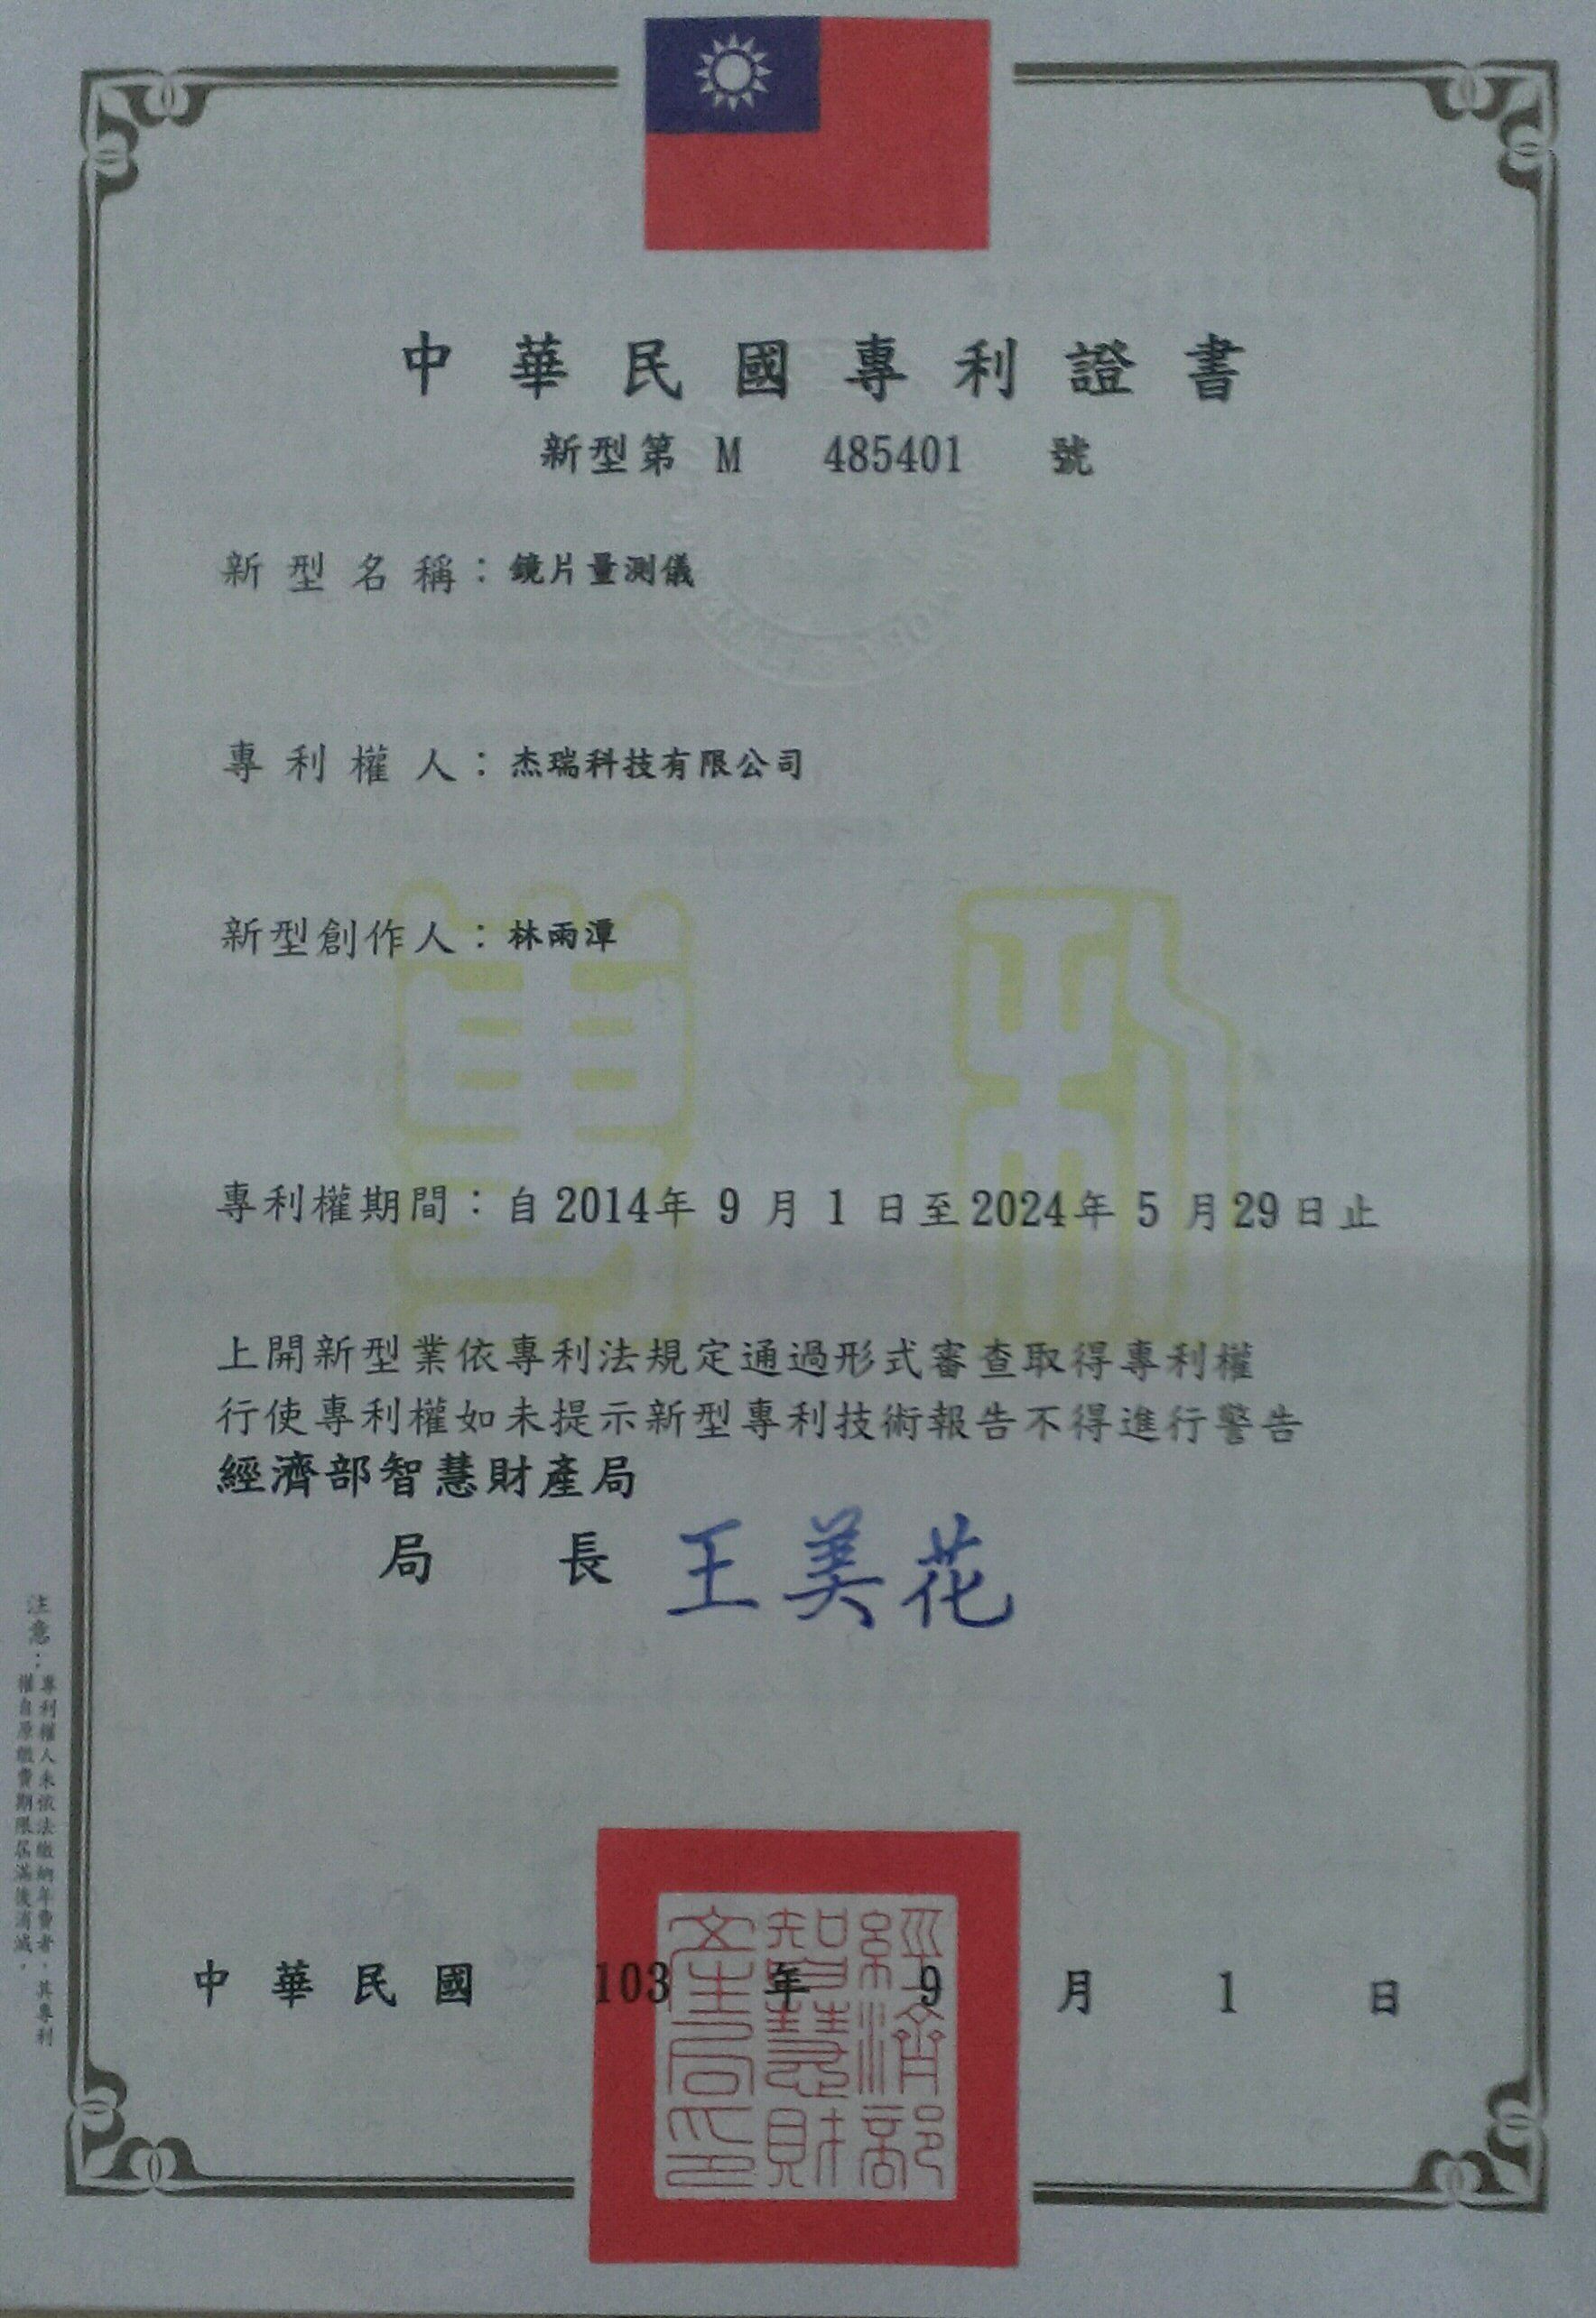 中華民國專利證書
新型第 M 485401 號
新型名稱：鏡片量測儀
專利權人：杰瑞科技有限公司
新型創作人：林雨潭
專利
專利權期間：自2014年 9 月 1 日至2024年 5 月29日止
上開新型業依專利法規定通過形式審查取得專利權
行使專利權如未提示新型專利技術報告不得進行警告
經濟部智慧財產局
局 長 王美花
注意：專利權人未依法繳納年費者，其專利
權自原繳費期限屆滿後消滅。
中華民國 103 年 9 月 1 日
經濟部
智慧財
產局印